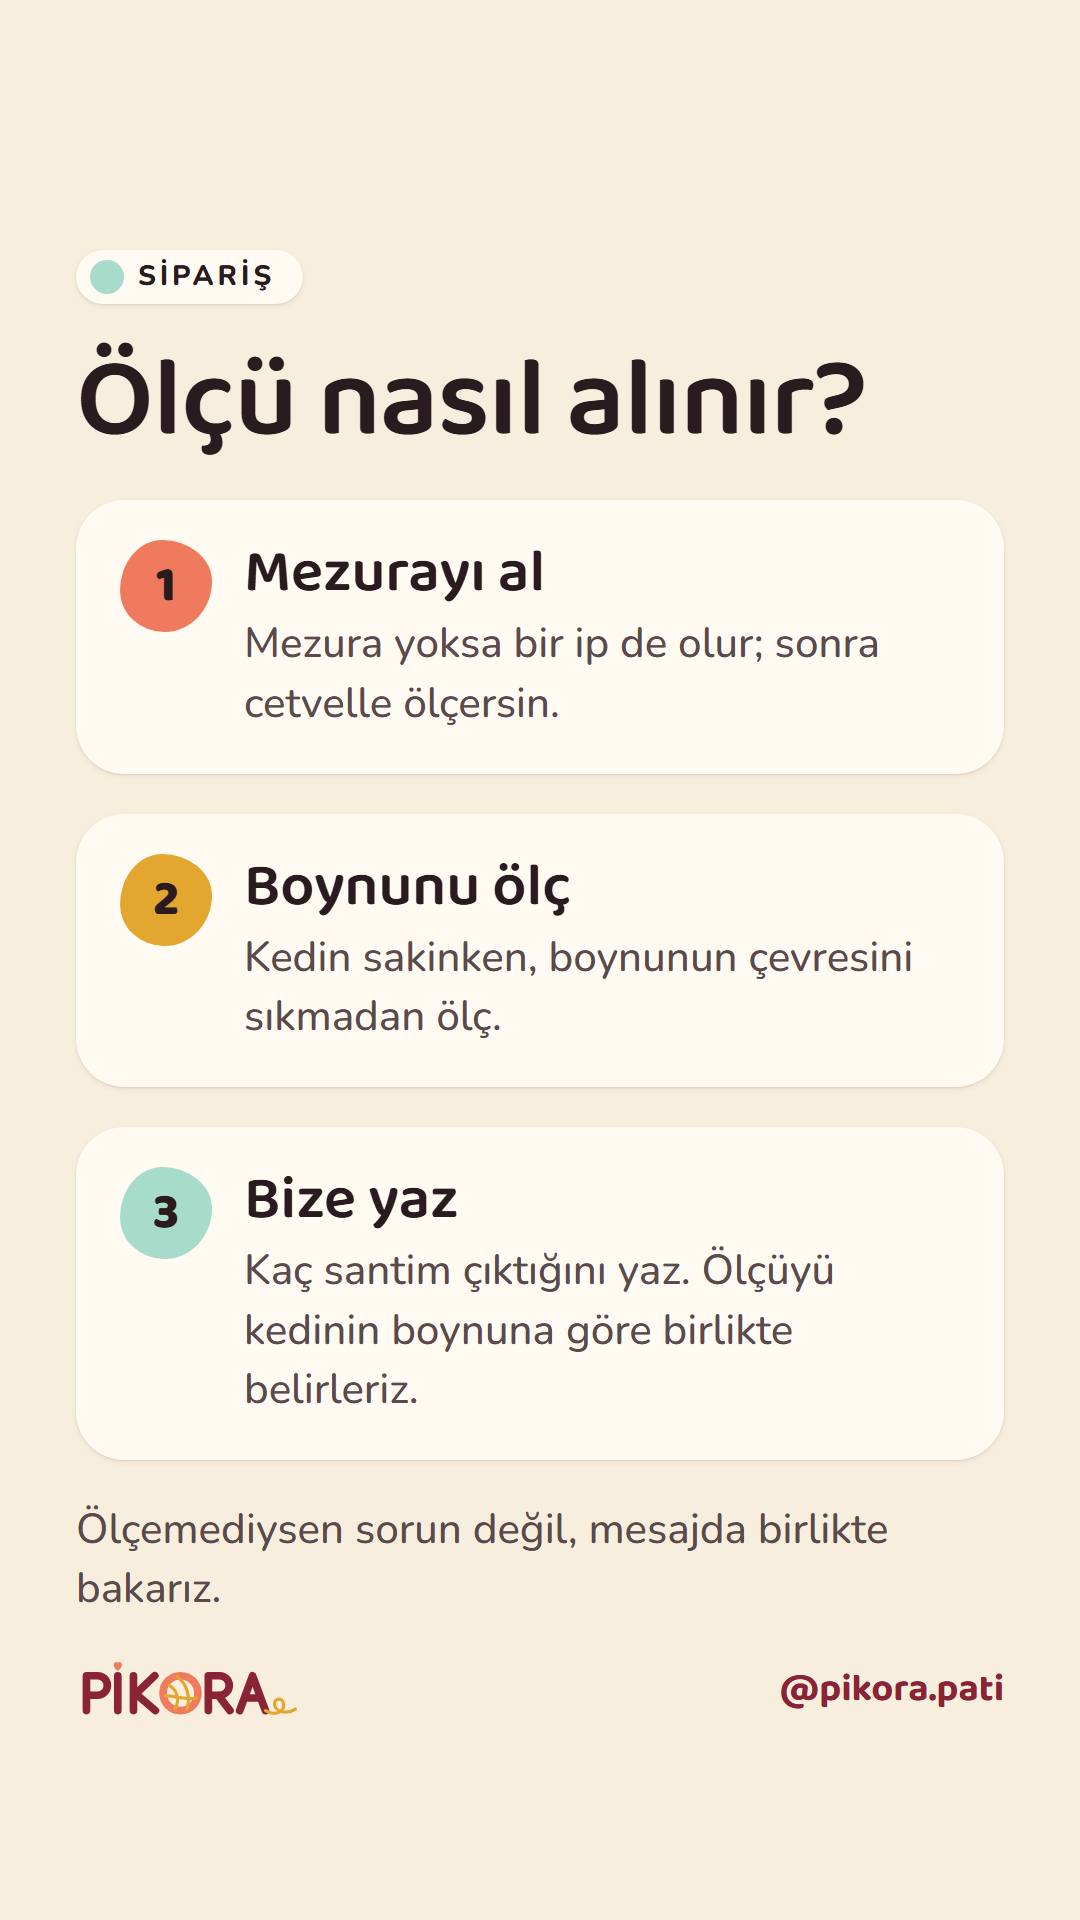 SİPARİŞ
Ölçü nasıl alınır?
1
Mezurayı al
Mezura yoksa bir ip de olur; sonra
cetvelle ölçersin.
2
Boynunu ölç
Kedin sakinken, boynunun çevresini
sıkmadan ölç.
3
Bize yaz
Kaç santim çıktığını yaz. Ölçüyü
kedinin boynuna göre birlikte
belirleriz.
Ölçemediysen sorun değil, mesajda birlikte
bakarız.
PİKORA
@pikora.pati